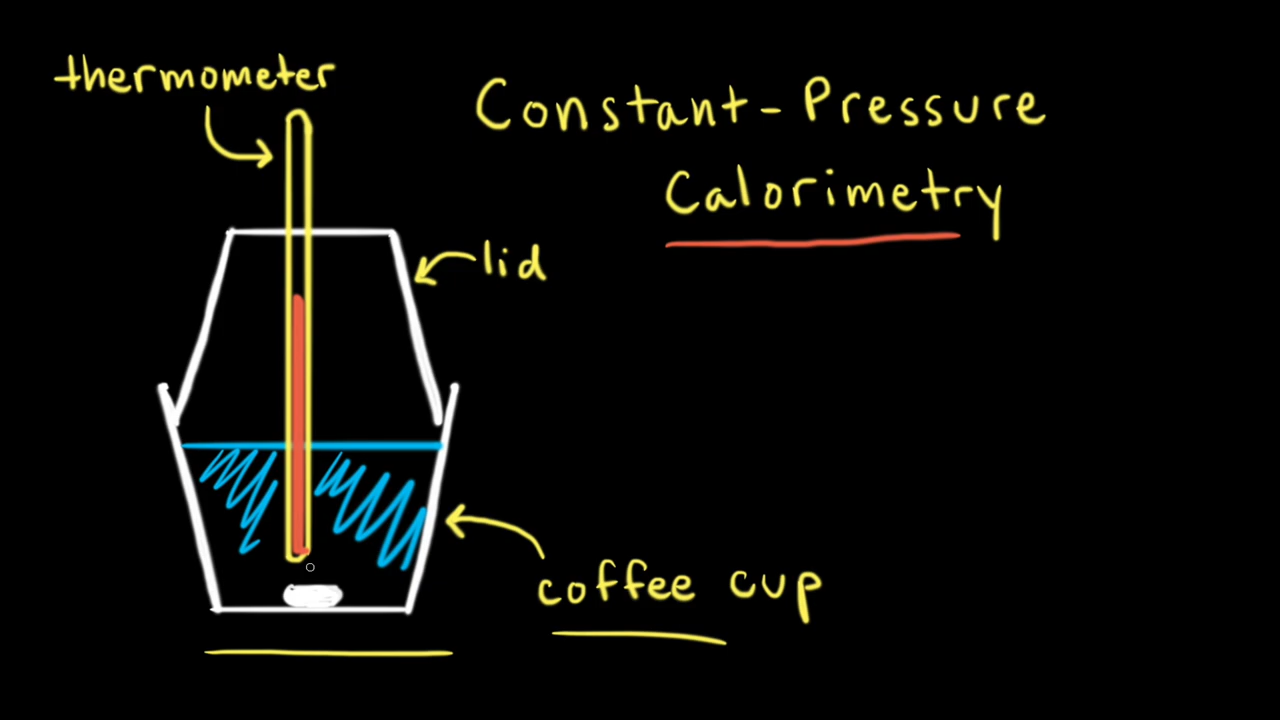 thermometer
Constant-Pressure
Calorimetry
lid
coffee cup